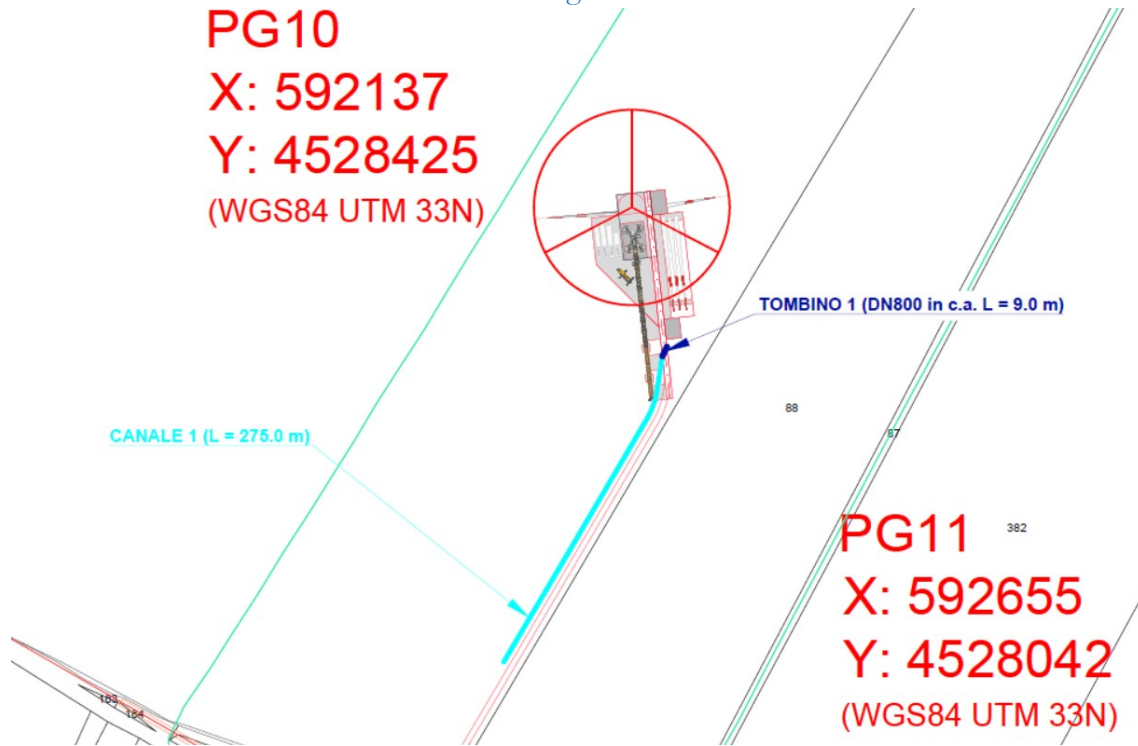 PG10
X: 592137
Y: 4528425
(WGS84 UTM 33N)
TOMBINO 1 (DN800 in c.a. L = 9.0 m)
88
87
CANALE 1 (L = 275.0 m)
PG11
382
X: 592655
Y: 4528042
(WGS84 UTM 33N)
163
164